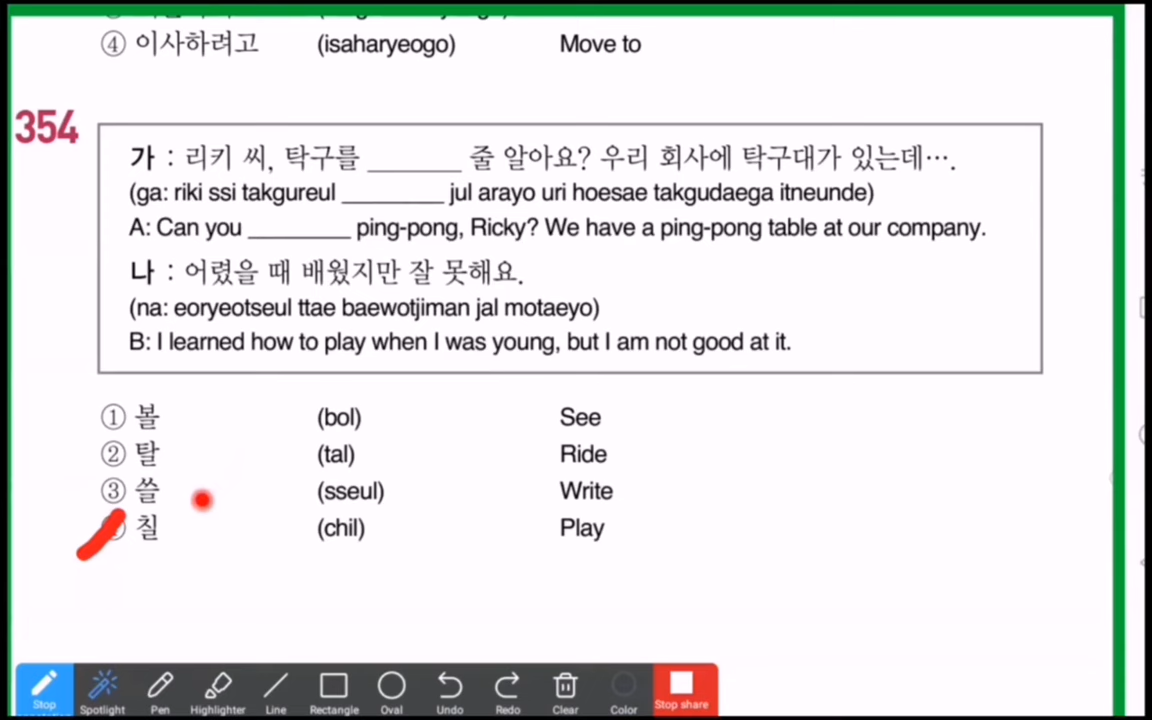 ④ 이사하려고 (isaharyeogo) Move to
354
가 : 리키 씨, 탁구를 ________ 줄 알아요? 우리 회사에 탁구대가 있는데….
(ga: riki ssi takgureul ________ jul arayo uri hoesae takgudaega itneunde)
A: Can you ________ ping-pong, Ricky? We have a ping-pong table at our company.
나 : 어렸을 때 배웠지만 잘 못해요.
(na: eoryeotseul ttae baewotjiman jal motaeyo)
B: I learned how to play when I was young, but I am not good at it.
① 볼 (bol) See
② 탈 (tal) Ride
③ 쓸 (sseul) Write
칠 (chil) Play
Stop Spotlight Pen Highlighter Line Rectangle Oval Undo Redo Clear Color Stop share